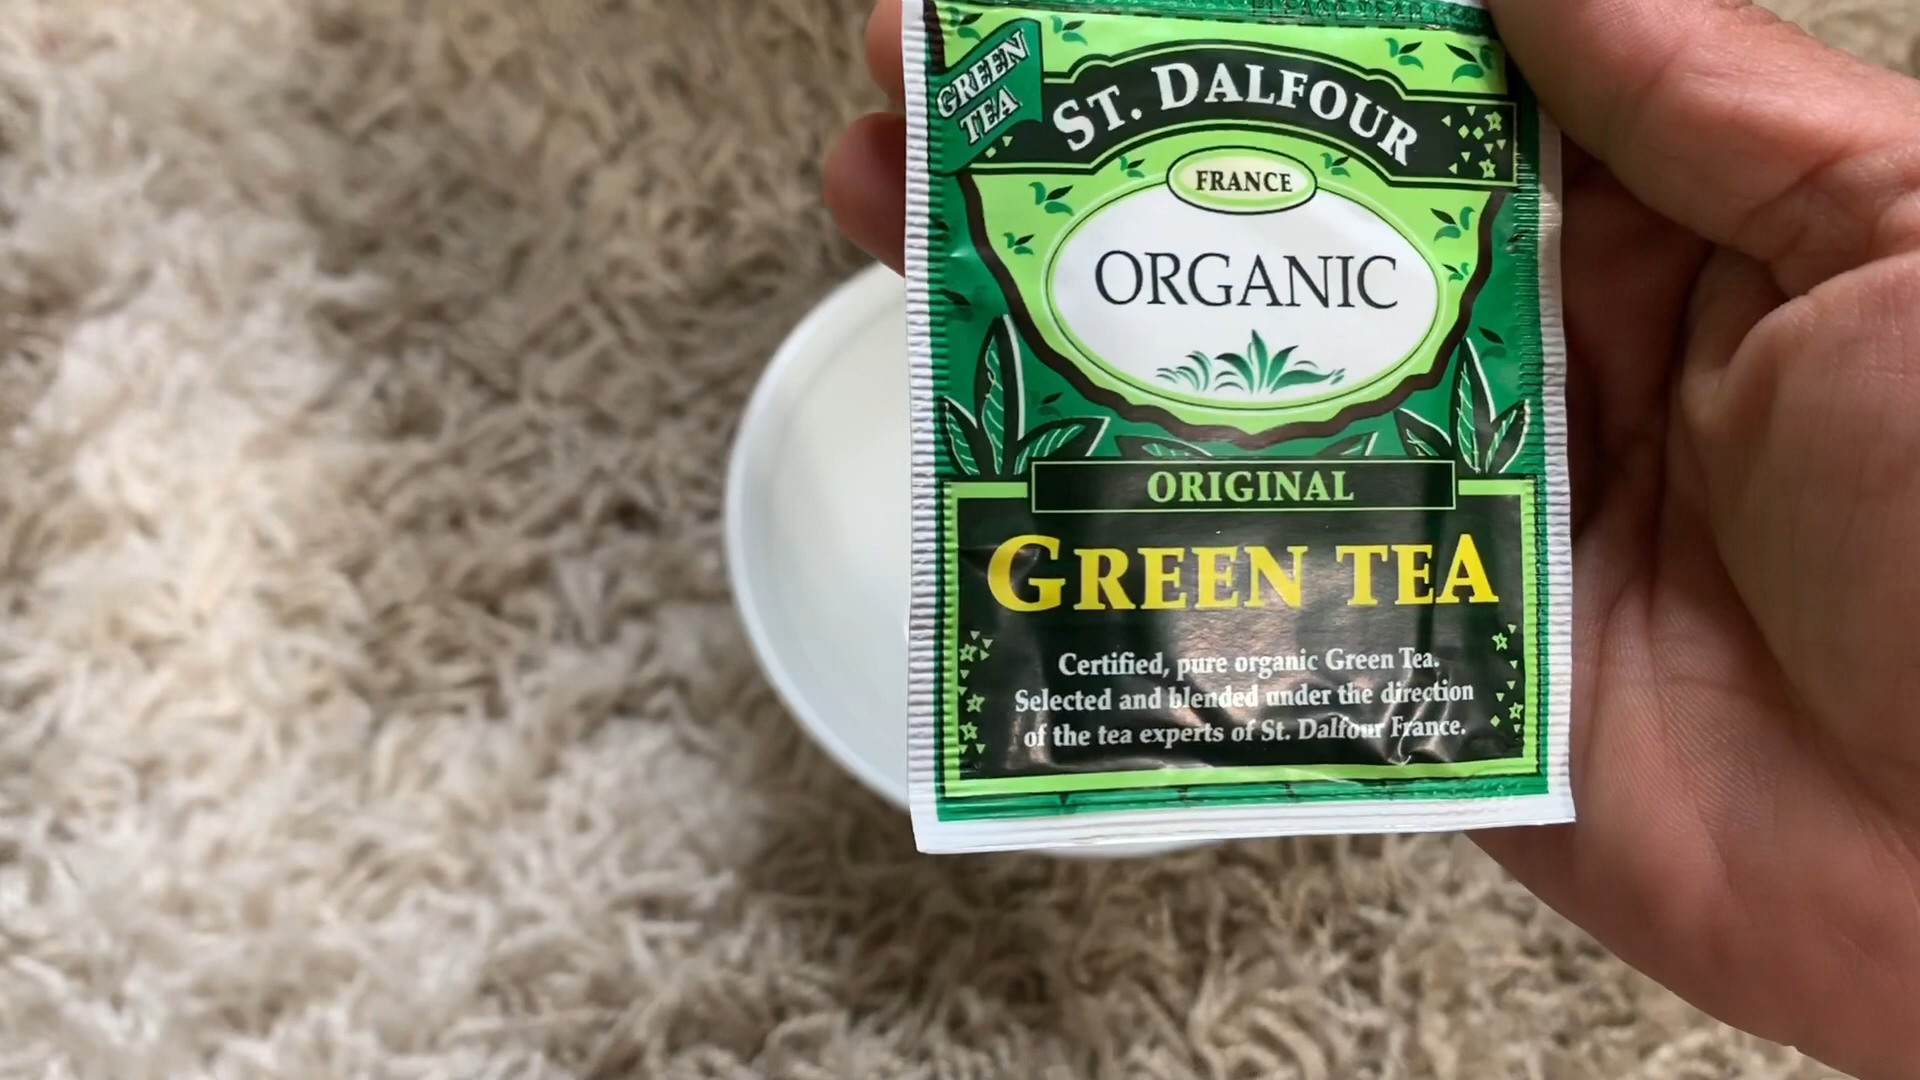 GREEN
TEA
ST. DALFOUR
FRANCE
ORGANIC
ORIGINAL
GREEN TEA
Certified, pure organic Green Tea.
Selected and blended under the direction
of the tea experts of St. Dalfour France.